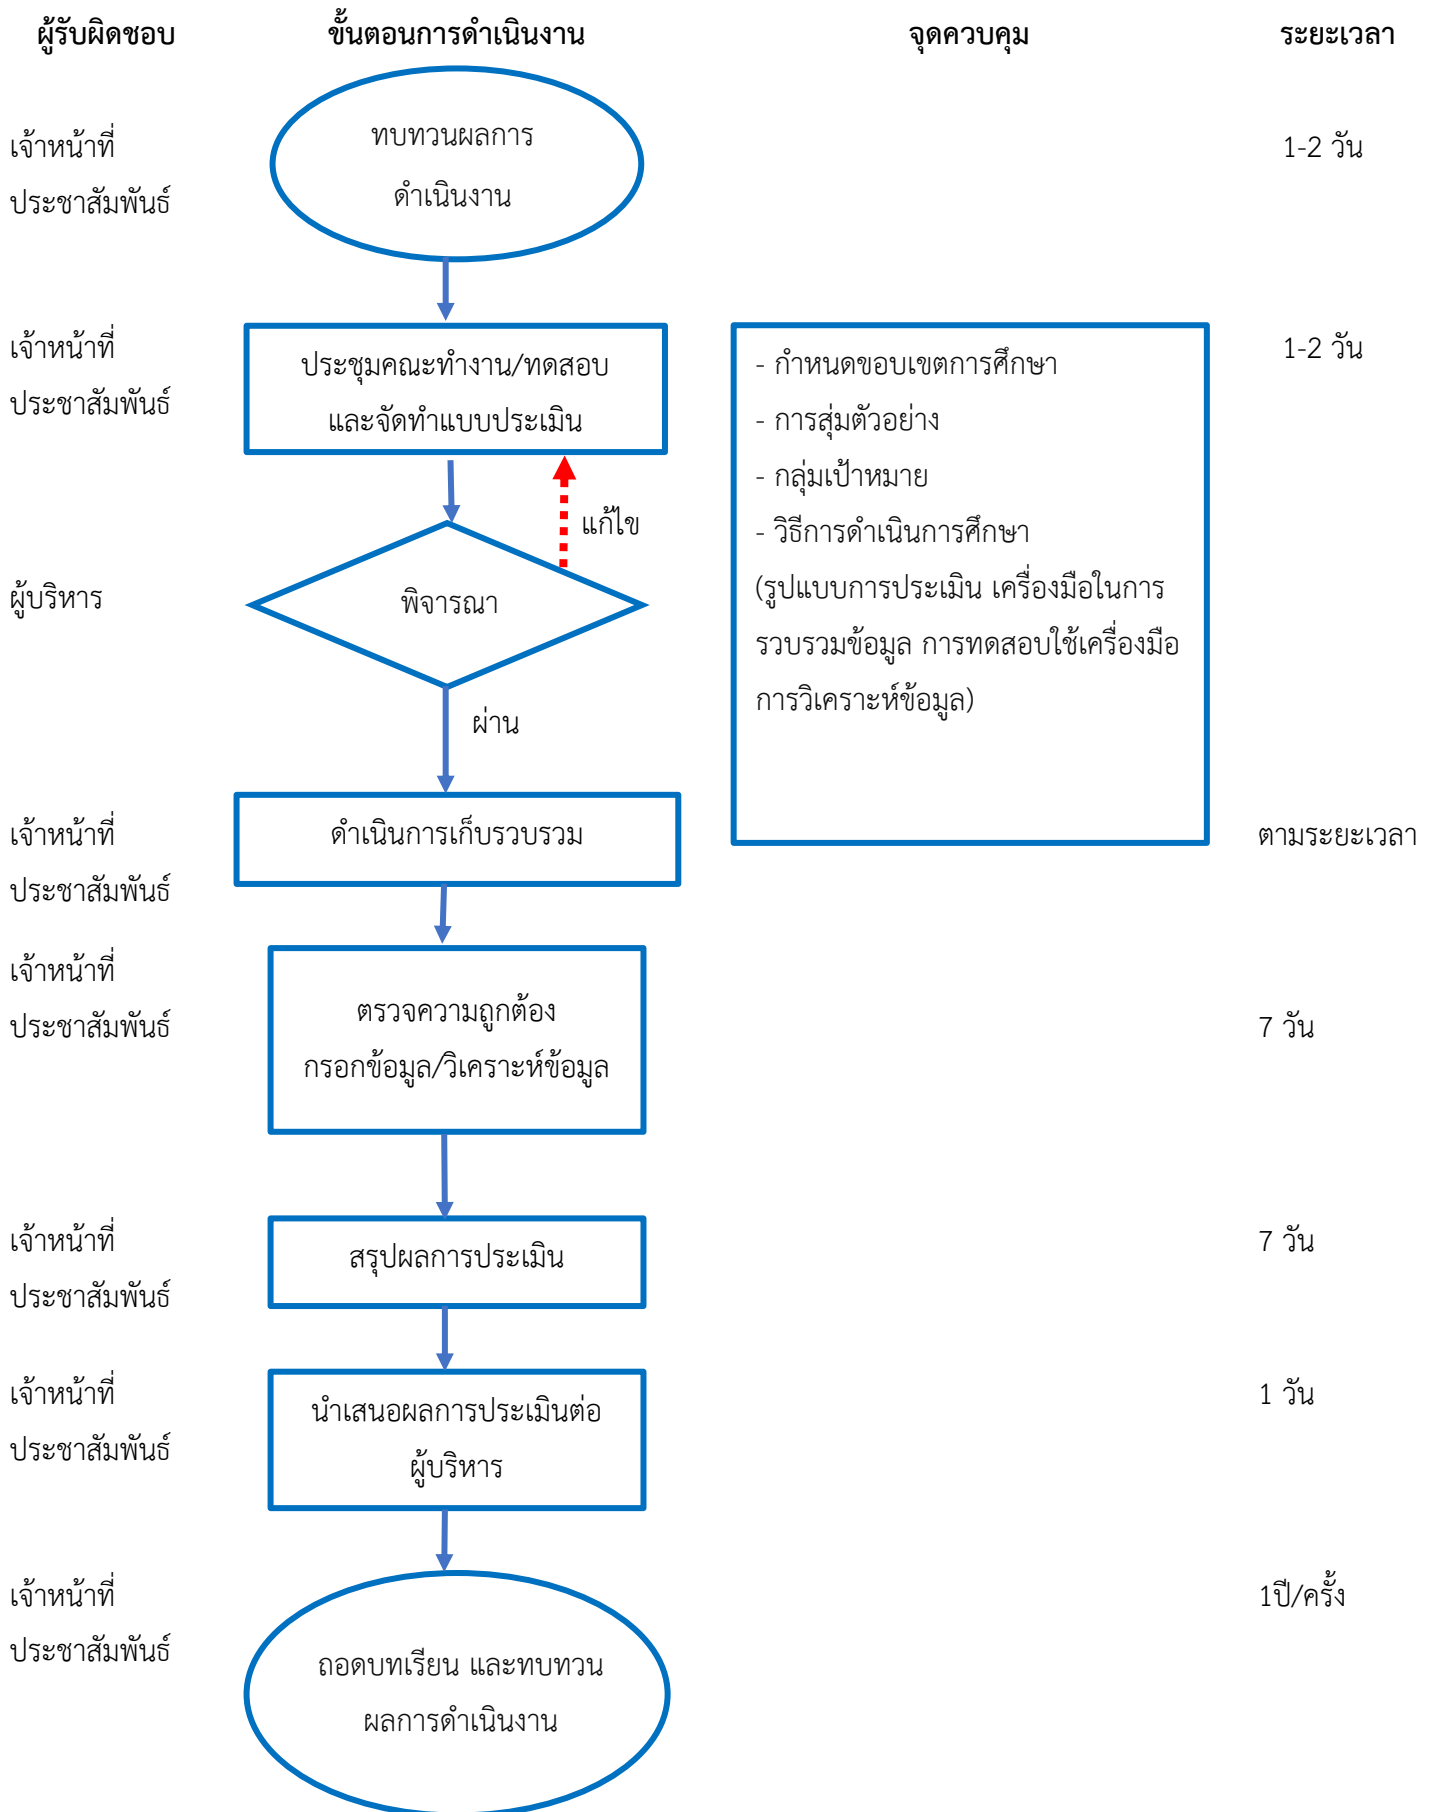 ผู้รับผิดชอบ ขั้นตอนการดำเนินงาน จุดควบคุม ระยะเวลา
เจ้าหน้าที่
ประชาสัมพันธ์
ทบทวนผลการ
ดำเนินงาน
1-2 วัน
เจ้าหน้าที่
ประชาสัมพันธ์
ประชุมคณะทำงาน/ทดสอบ
และจัดทำแบบประเมิน
- กำหนดขอบเขตการศึกษา
- การสุ่มตัวอย่าง
- กลุ่มเป้าหมาย
- วิธีการดำเนินการศึกษา
(รูปแบบการประเมิน เครื่องมือในการ
รวบรวมข้อมูล การทดสอบใช้เครื่องมือ
การวิเคราะห์ข้อมูล)
1-2 วัน
แก้ไข
ผู้บริหาร
พิจารณา
ผ่าน
เจ้าหน้าที่
ประชาสัมพันธ์
ดำเนินการเก็บรวบรวม
ตามระยะเวลา
เจ้าหน้าที่
ประชาสัมพันธ์
ตรวจความถูกต้อง
กรอกข้อมูล/วิเคราะห์ข้อมูล
7 วัน
เจ้าหน้าที่
ประชาสัมพันธ์
สรุปผลการประเมิน
7 วัน
เจ้าหน้าที่
ประชาสัมพันธ์
นำเสนอผลการประเมินต่อ
ผู้บริหาร
1 วัน
เจ้าหน้าที่
ประชาสัมพันธ์
ถอดบทเรียน และทบทวน
ผลการดำเนินงาน
1ปี/ครั้ง